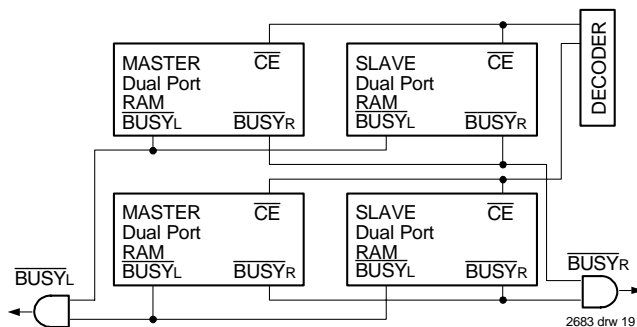 MASTER
Dual Port
RAM
BUSYL
CE
BUSYR
SLAVE
Dual Port
RAM
BUSYL
CE
BUSYR
DECODER
MASTER
Dual Port
RAM
BUSYL
CE
BUSYR
SLAVE
Dual Port
RAM
BUSYL
CE
BUSYR
BUSYL
BUSYR
2683 drw 19